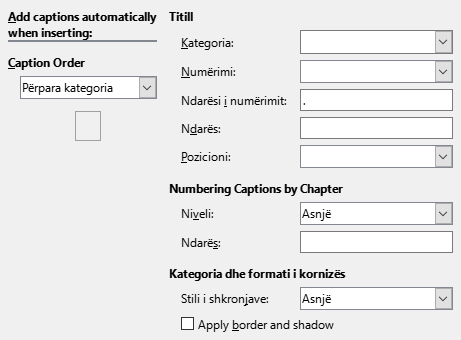 Add captions automatically
when inserting:
Caption Order
Përpara kategoria
Titill
Kategoria:
Numërimi:
Ndarësi i numërimit: .
Ndarës:
Pozicioni:
Numbering Captions by Chapter
Niveli: Asnjë
Ndarës:
Kategoria dhe formati i kornizës
Stili i shkronjave: Asnjë
Apply border and shadow